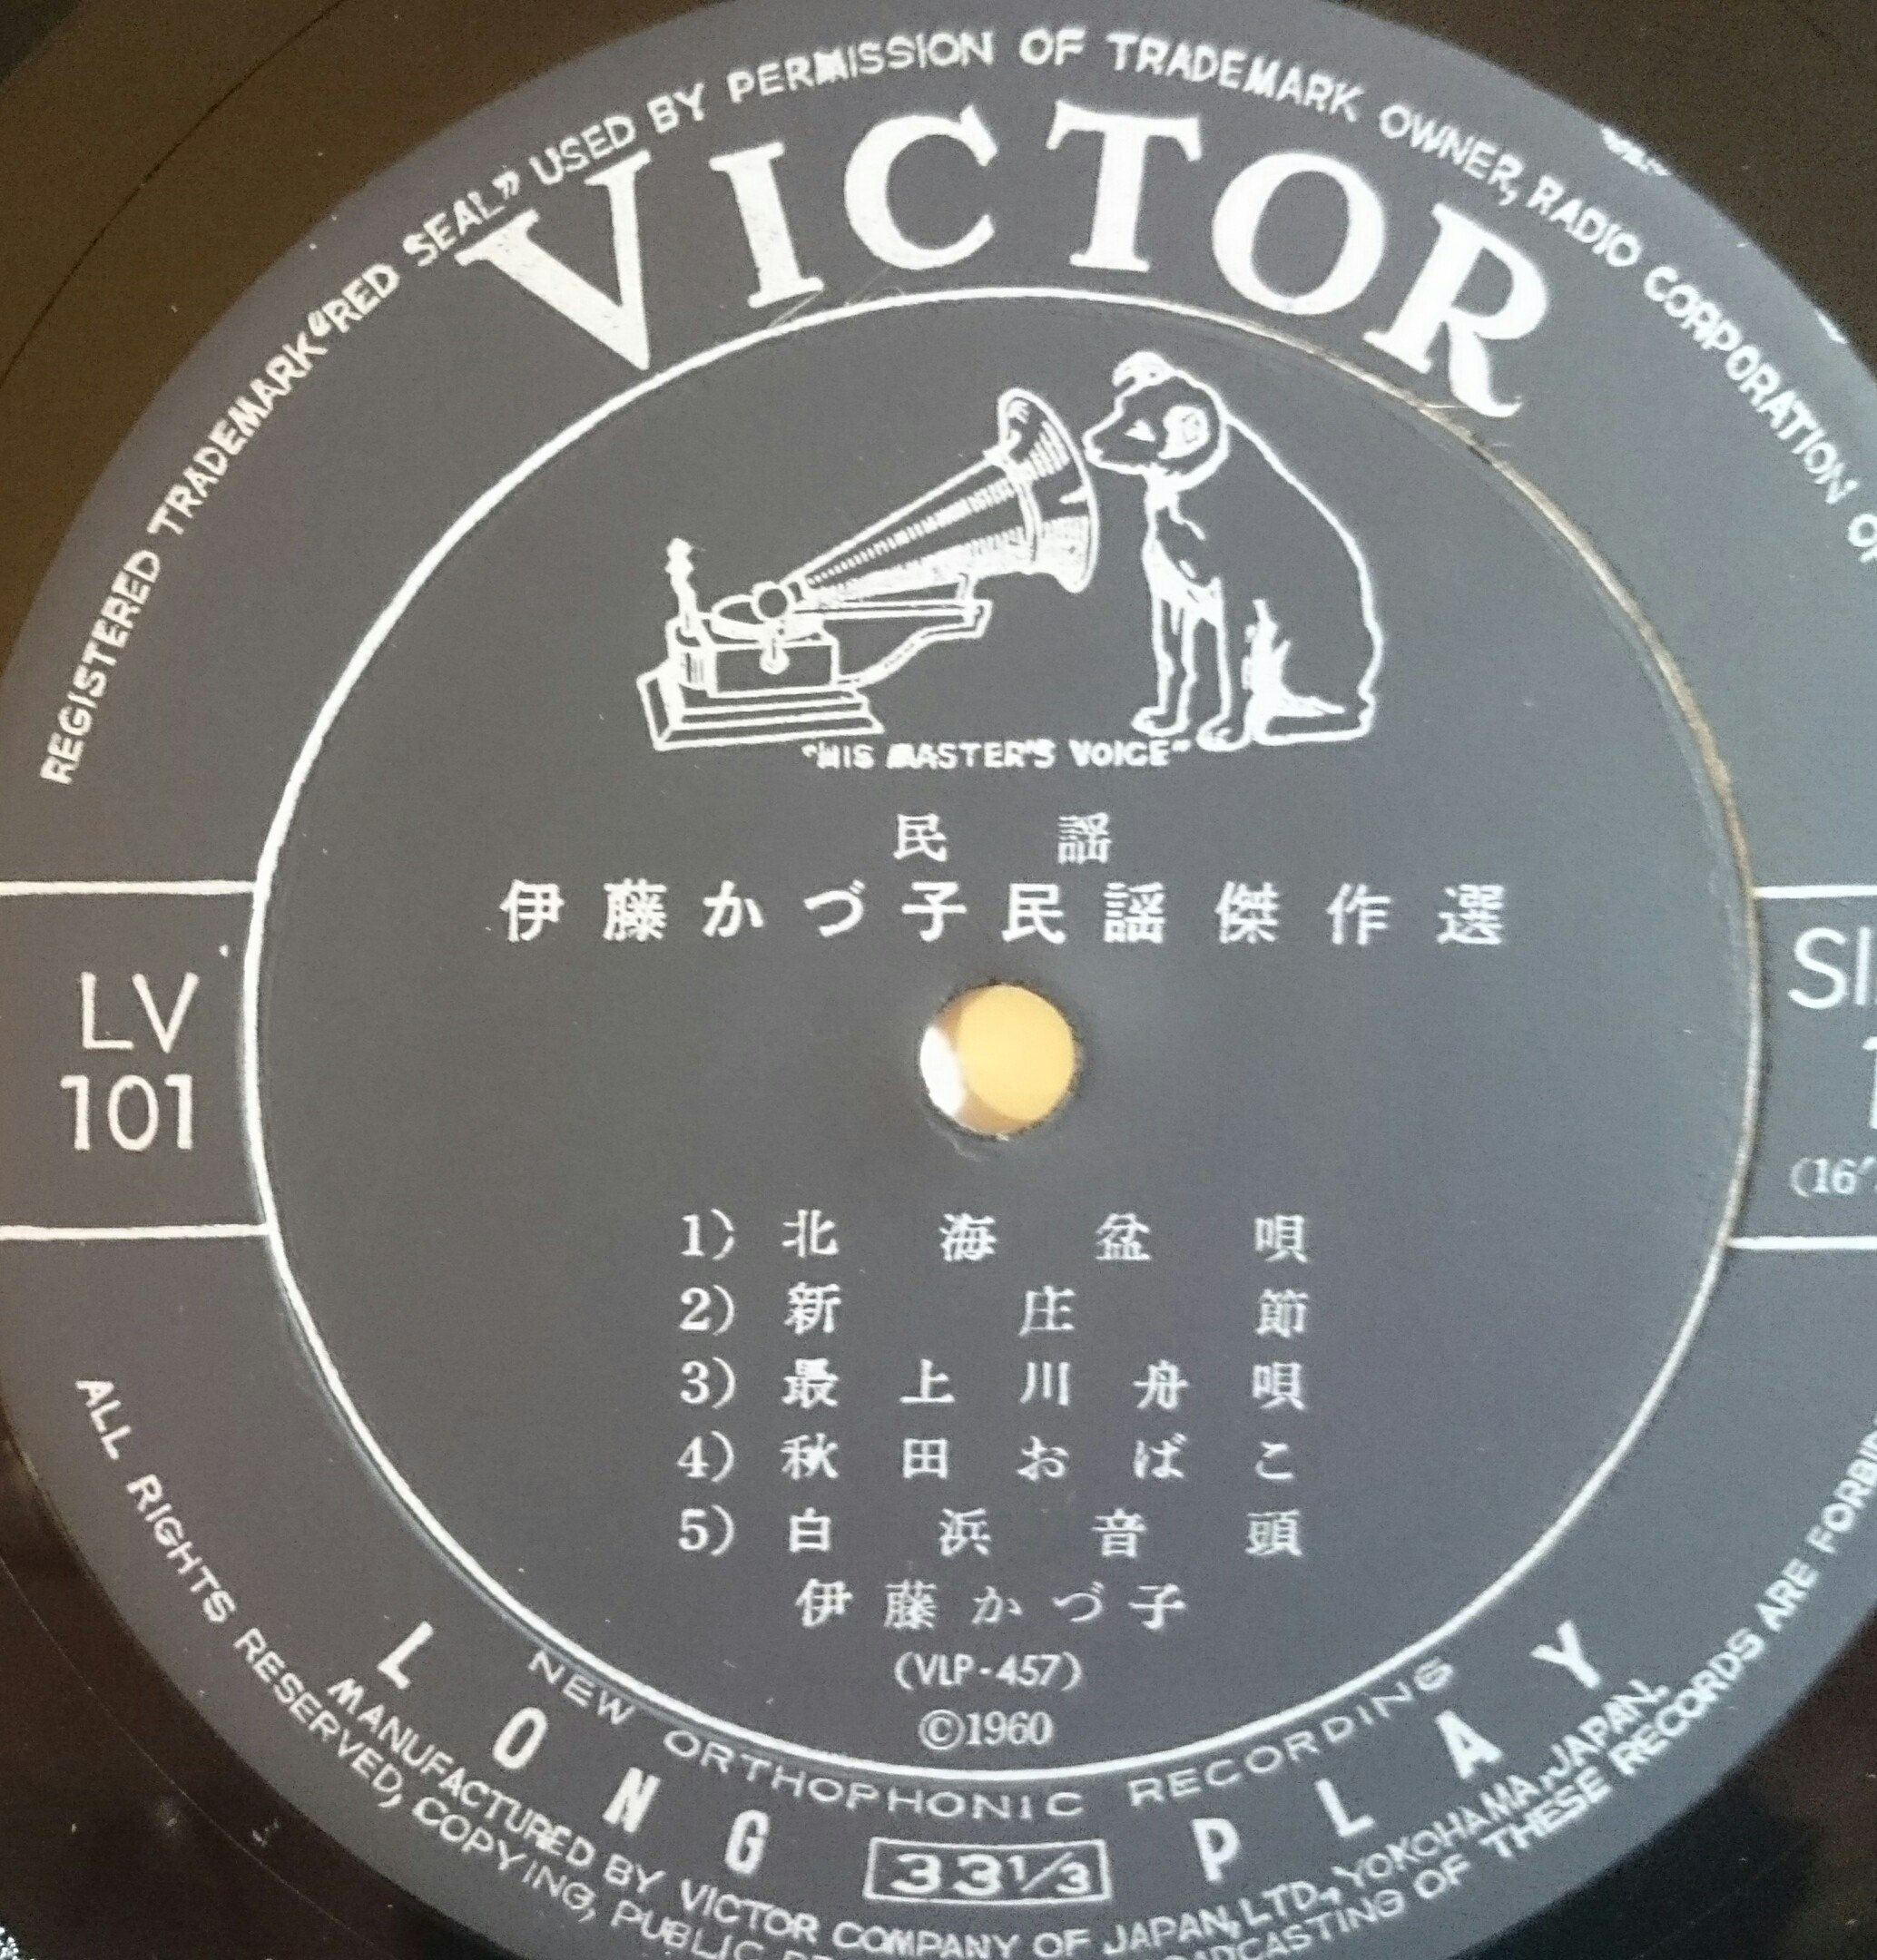 REGISTERED TRADEMARK “RED SEAL” USED BY PERMISSION OF TRADEMARK OWNER, RADIO CORPORATION
VICTOR
“HIS MASTER'S VOICE”
民謡
伊藤かづ子民謡傑作選
LV
101
1) 北海盆唄
2) 新庄節
3) 最上川舟唄
4) 秋田おばこ
5) 白浜音頭
伊藤かづ子
(VLP-457)
©1960
NEW ORTHOPHONIC RECORDING
LONG PLAY
33⅓
MANUFACTURED BY VICTOR COMPANY OF JAPAN, LTD., YOKOHAMA, JAPAN.
ALL RIGHTS RESERVED, COPYING, PUBLIC OF THESE RECORDS ARE